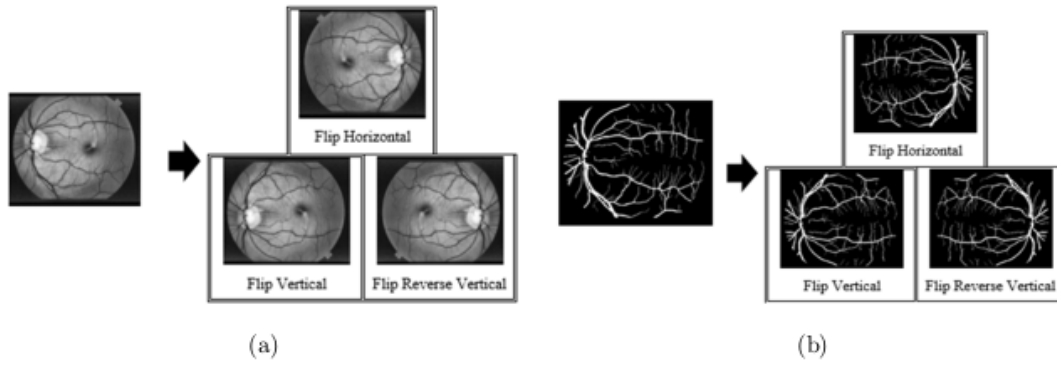 Flip Horizontal
Flip Vertical
Flip Reverse Vertical
(a)
Flip Horizontal
Flip Vertical
Flip Reverse Vertical
(b)